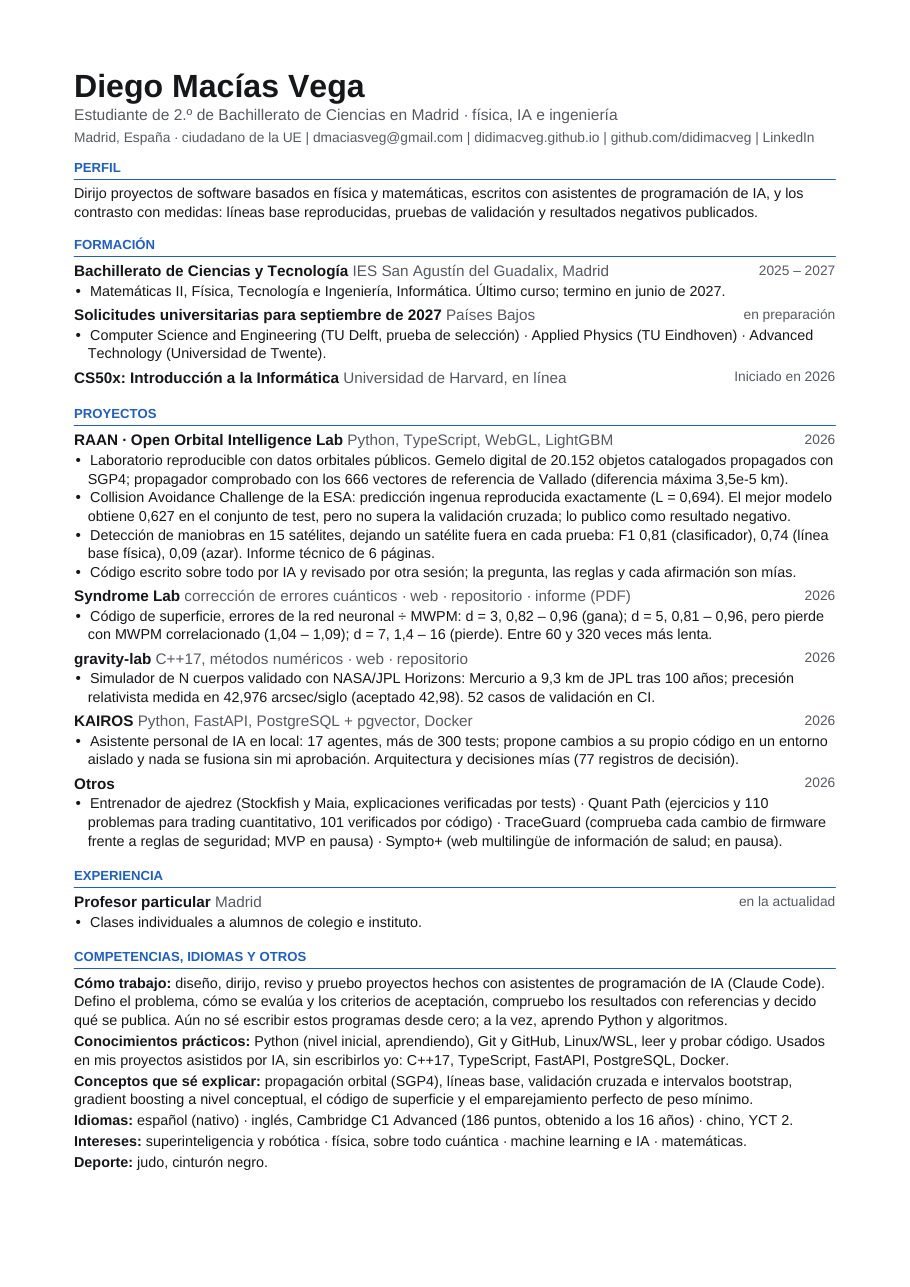 Diego Macías Vega
Estudiante de 2.º de Bachillerato de Ciencias en Madrid · física, IA e ingeniería
Madrid, España · ciudadano de la UE | dmaciasveg@gmail.com | didimacveg.github.io | github.com/didimacveg | LinkedIn
PERFIL
Dirijo proyectos de software basados en física y matemáticas, escritos con asistentes de programación de IA, y los
contrasto con medidas: líneas base reproducidas, pruebas de validación y resultados negativos publicados.
FORMACIÓN
Bachillerato de Ciencias y Tecnología IES San Agustín del Guadalix, Madrid 2025 – 2027
• Matemáticas II, Física, Tecnología e Ingeniería, Informática. Último curso; termino en junio de 2027.
Solicitudes universitarias para septiembre de 2027 Países Bajos en preparación
• Computer Science and Engineering (TU Delft, prueba de selección) · Applied Physics (TU Eindhoven) · Advanced
Technology (Universidad de Twente).
CS50x: Introducción a la Informática Universidad de Harvard, en línea Iniciado en 2026
PROYECTOS
RAAN · Open Orbital Intelligence Lab Python, TypeScript, WebGL, LightGBM 2026
• Laboratorio reproducible con datos orbitales públicos. Gemelo digital de 20.152 objetos catalogados propagados con
SGP4; propagador comprobado con los 666 vectores de referencia de Vallado (diferencia máxima 3,5e-5 km).
• Collision Avoidance Challenge de la ESA: predicción ingenua reproducida exactamente (L = 0,694). El mejor modelo
obtiene 0,627 en el conjunto de test, pero no supera la validación cruzada; lo publico como resultado negativo.
• Detección de maniobras en 15 satélites, dejando un satélite fuera en cada prueba: F1 0,81 (clasificador), 0,74 (línea
base física), 0,09 (azar). Informe técnico de 6 páginas.
• Código escrito sobre todo por IA y revisado por otra sesión; la pregunta, las reglas y cada afirmación son mías.
Syndrome Lab corrección de errores cuánticos · web · repositorio · informe (PDF) 2026
• Código de superficie, errores de la red neuronal ÷ MWPM: d = 3, 0,82 – 0,96 (gana); d = 5, 0,81 – 0,96, pero pierde
con MWPM correlacionado (1,04 – 1,09); d = 7, 1,4 – 16 (pierde). Entre 60 y 320 veces más lenta.
gravity-lab C++17, métodos numéricos · web · repositorio 2026
• Simulador de N cuerpos validado con NASA/JPL Horizons: Mercurio a 9,3 km de JPL tras 100 años; precesión
relativista medida en 42,976 arcsec/siglo (aceptado 42,98). 52 casos de validación en CI.
KAIROS Python, FastAPI, PostgreSQL + pgvector, Docker 2026
• Asistente personal de IA en local: 17 agentes, más de 300 tests; propone cambios a su propio código en un entorno
aislado y nada se fusiona sin mi aprobación. Arquitectura y decisiones mías (77 registros de decisión).
Otros 2026
• Entrenador de ajedrez (Stockfish y Maia, explicaciones verificadas por tests) · Quant Path (ejercicios y 110
problemas para trading cuantitativo, 101 verificados por código) · TraceGuard (comprueba cada cambio de firmware
frente a reglas de seguridad; MVP en pausa) · Sympto+ (web multilingüe de información de salud; en pausa).
EXPERIENCIA
Profesor particular Madrid en la actualidad
• Clases individuales a alumnos de colegio e instituto.
COMPETENCIAS, IDIOMAS Y OTROS
Cómo trabajo: diseño, dirijo, reviso y pruebo proyectos hechos con asistentes de programación de IA (Claude Code).
Defino el problema, cómo se evalúa y los criterios de aceptación, compruebo los resultados con referencias y decido
qué se publica. Aún no sé escribir estos programas desde cero; a la vez, aprendo Python y algoritmos.
Conocimientos prácticos: Python (nivel inicial, aprendiendo), Git y GitHub, Linux/WSL, leer y probar código. Usados
en mis proyectos asistidos por IA, sin escribirlos yo: C++17, TypeScript, FastAPI, PostgreSQL, Docker.
Conceptos que sé explicar: propagación orbital (SGP4), líneas base, validación cruzada e intervalos bootstrap,
gradient boosting a nivel conceptual, el código de superficie y el emparejamiento perfecto de peso mínimo.
Idiomas: español (nativo) · inglés, Cambridge C1 Advanced (186 puntos, obtenido a los 16 años) · chino, YCT 2.
Intereses: superinteligencia y robótica · física, sobre todo cuántica · machine learning e IA · matemáticas.
Deporte: judo, cinturón negro.